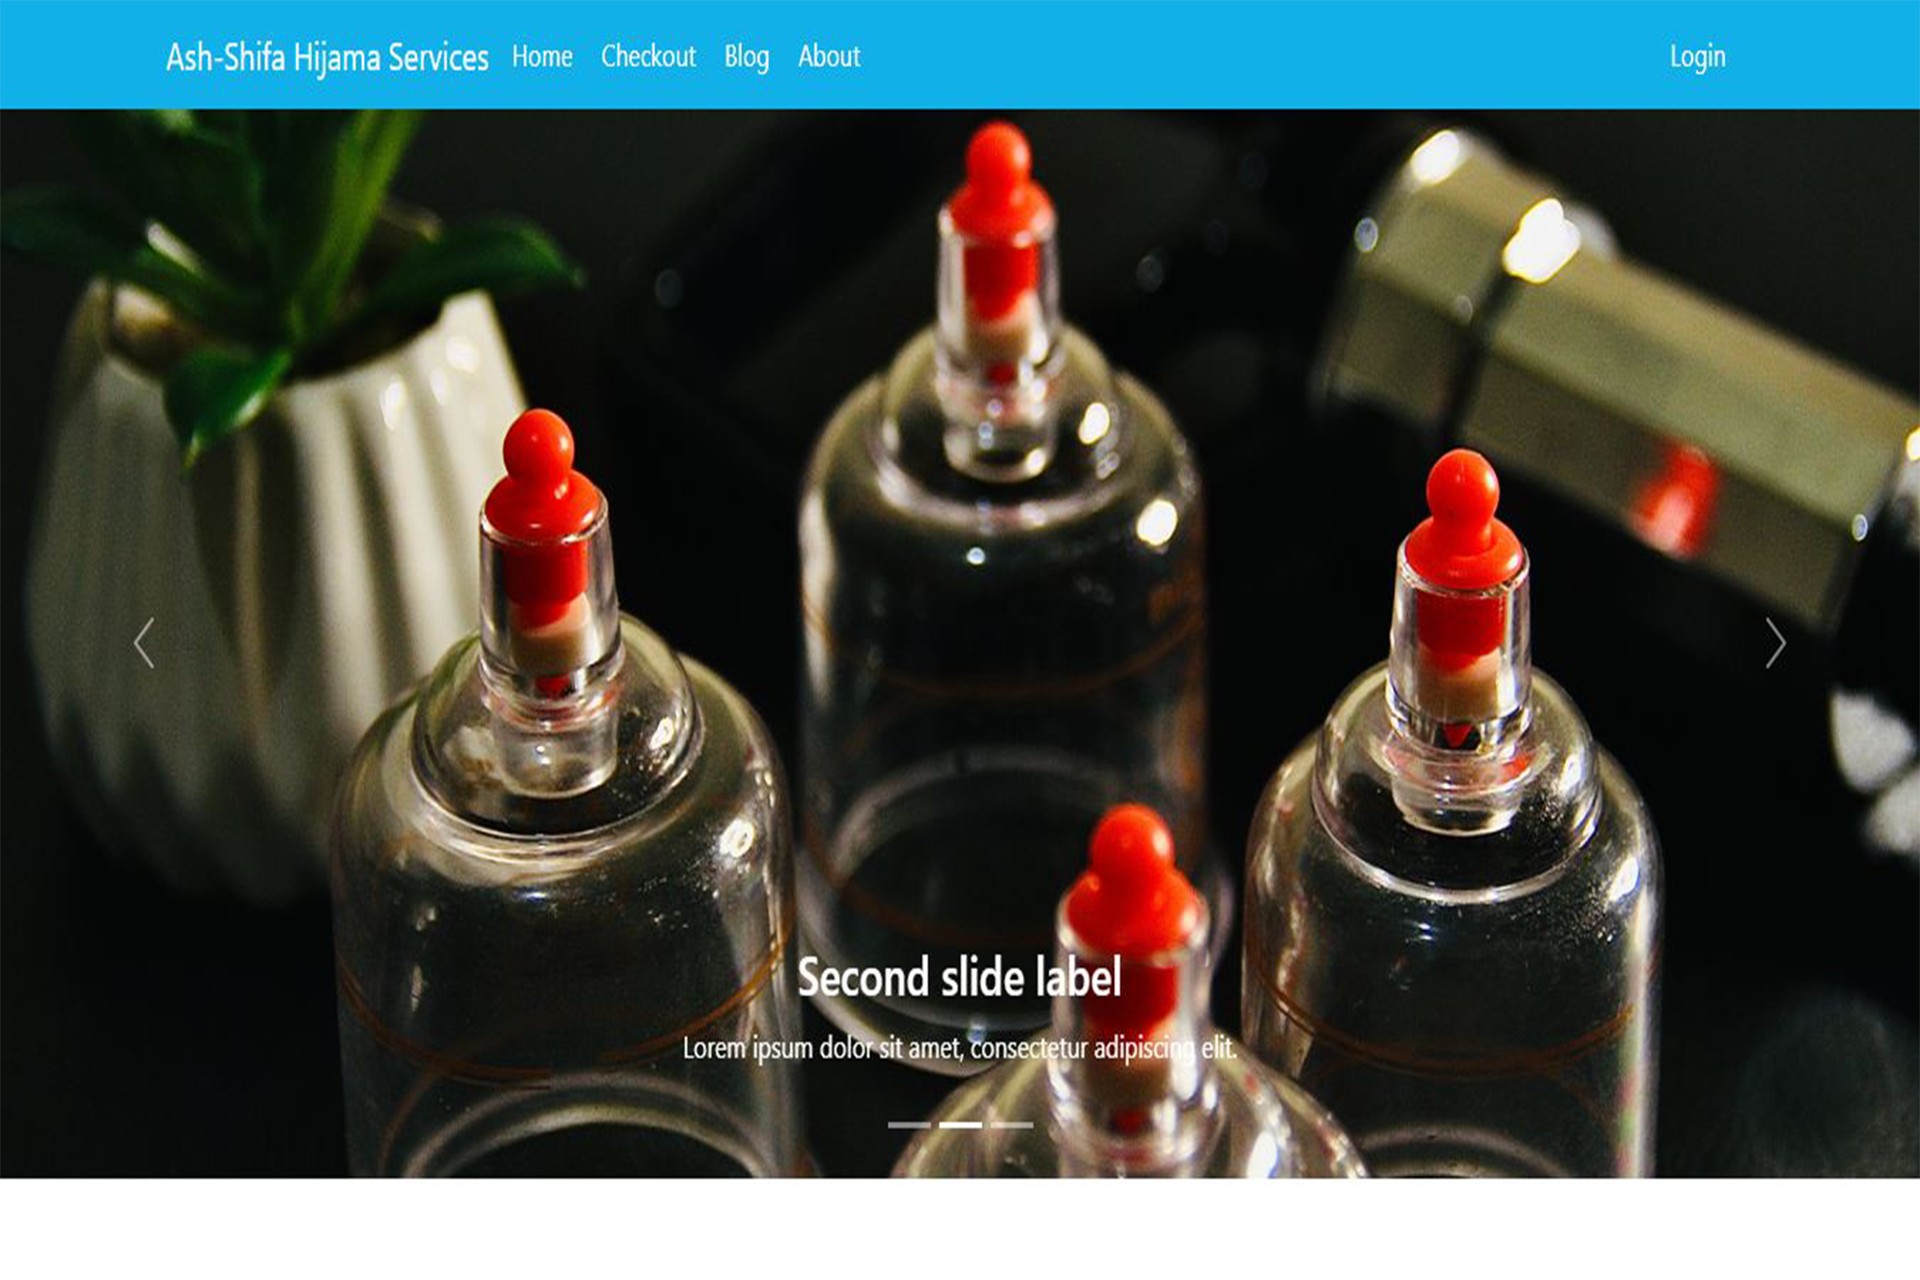 Ash-Shifa Hijama Services Home Checkout Blog About Login
Second slide label
Lorem ipsum dolor sit amet, consectetur adipiscing elit.